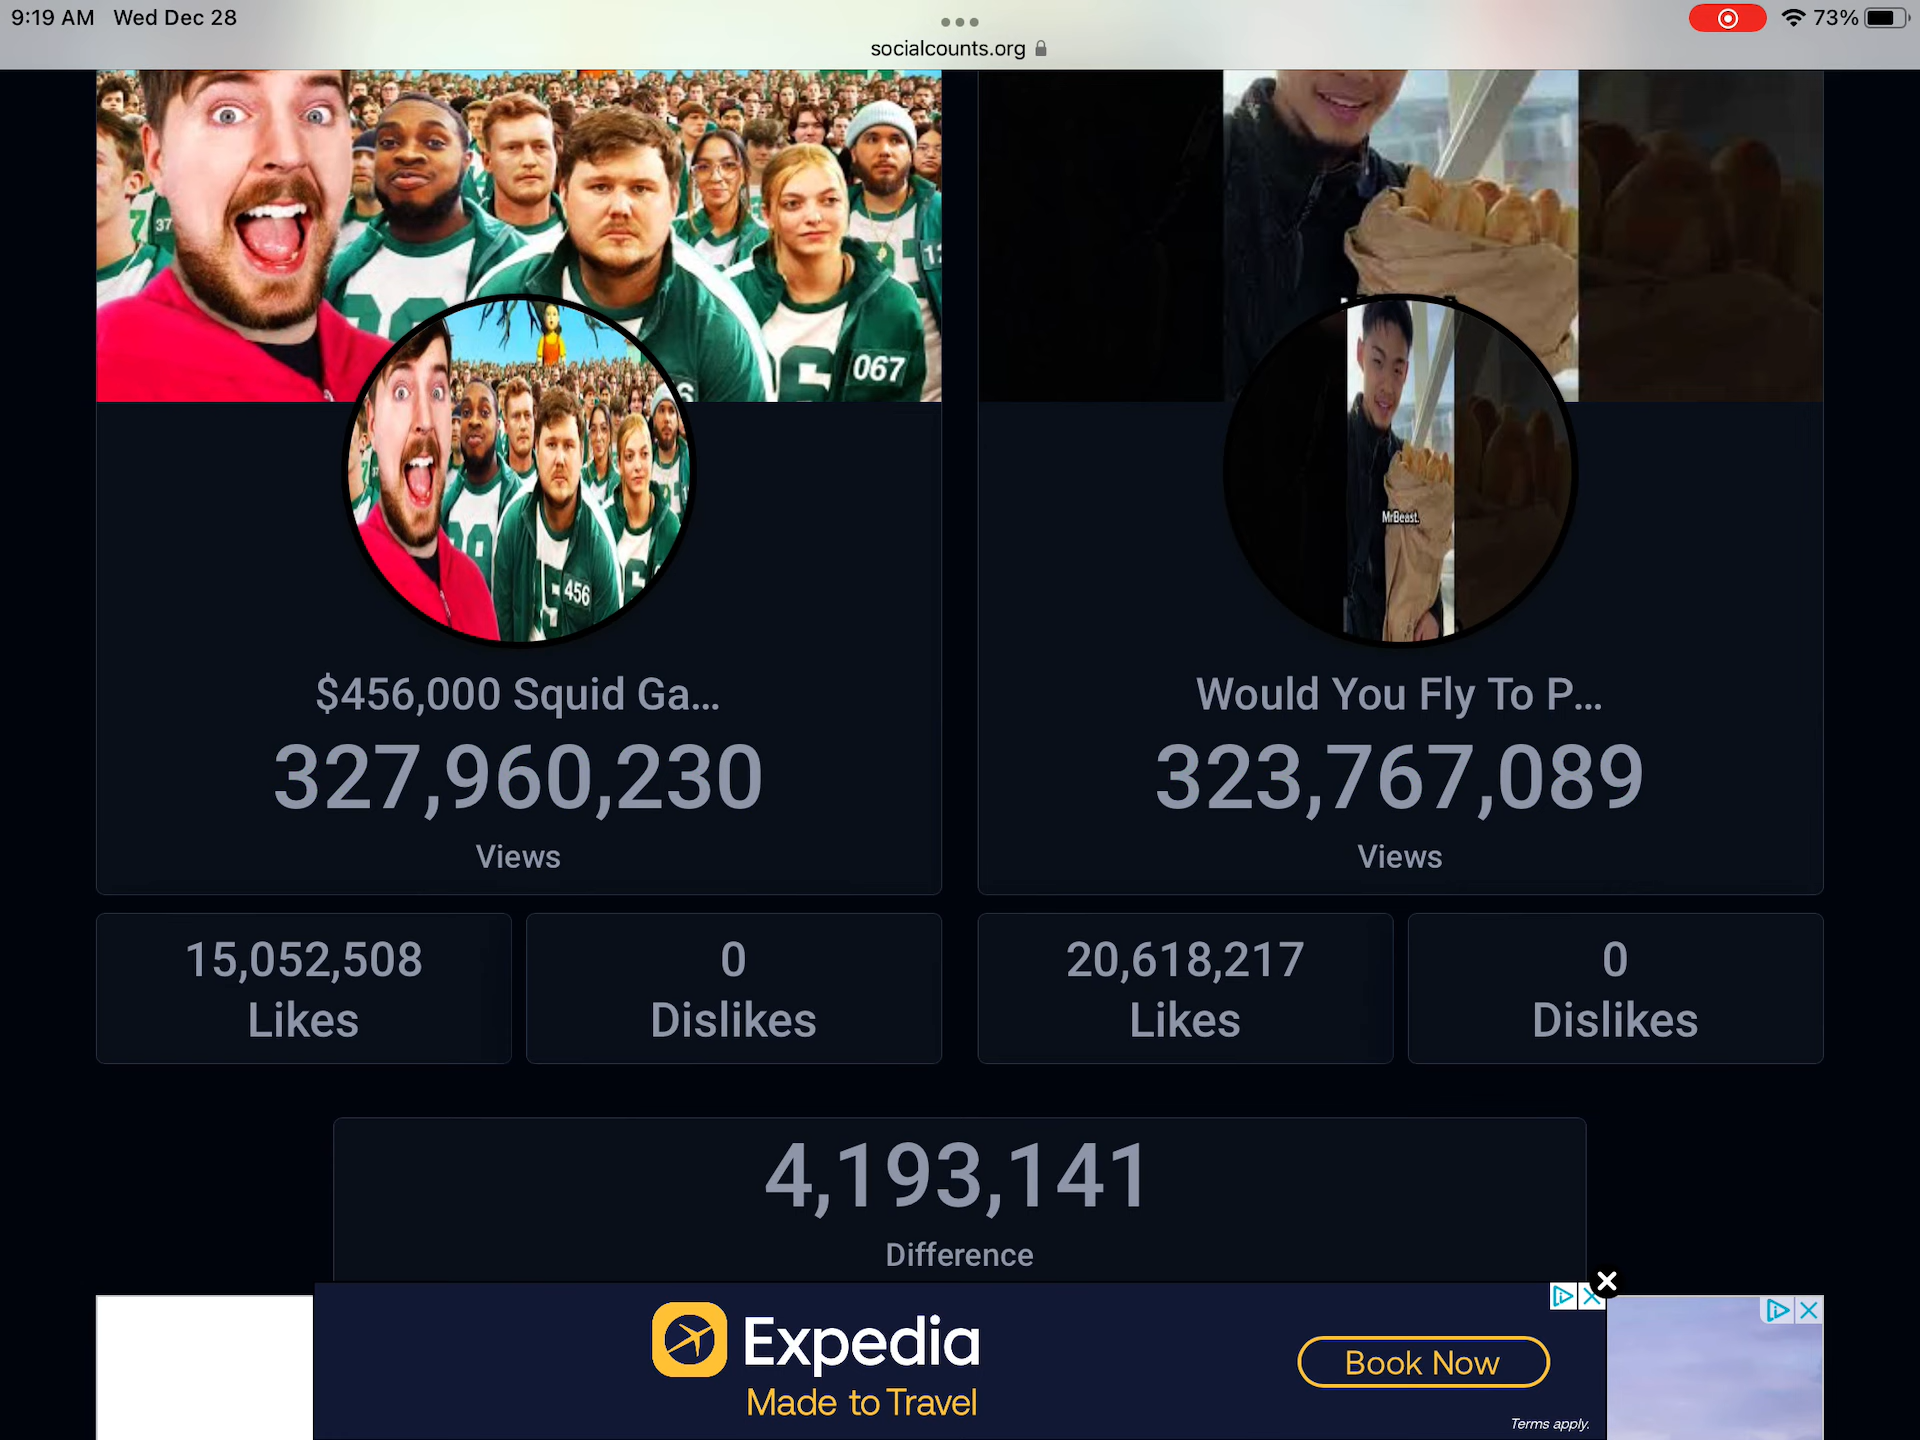 9:19 AM Wed Dec 28
73%
socialcounts.org
37
067
456
MrBeast.
$456,000 Squid Ga...
Would You Fly To P...
327,960,230
323,767,089
Views
Views
15,052,508
0
20,618,217
0
Likes
Dislikes
Likes
Dislikes
4,193,141
Difference
Expedia
Made to Travel
Book Now
Terms apply.